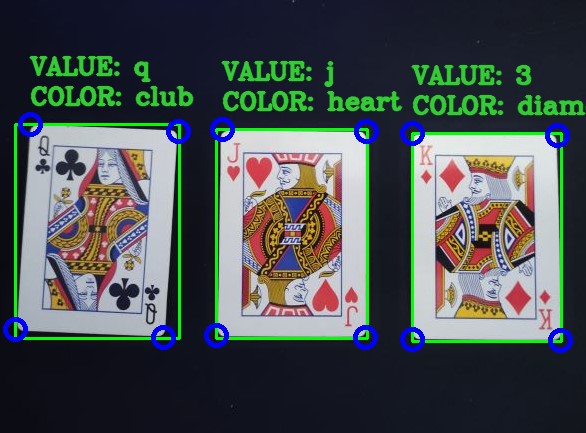 VALUE: q
COLOR: club
VALUE: j
COLOR: heart
VALUE: 3
COLOR: diam
Q
Q
J
J
K
K